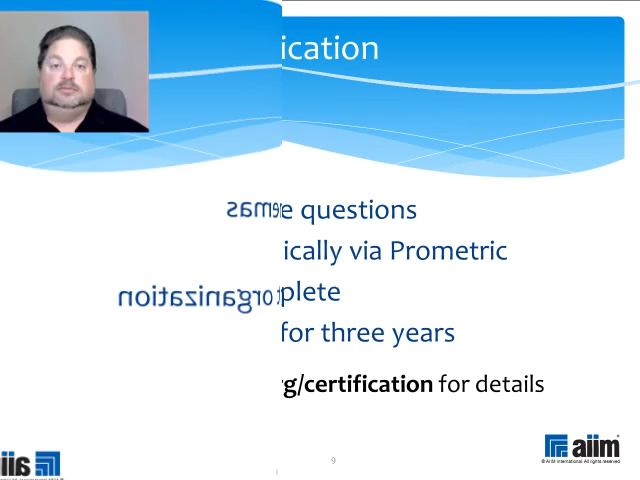 ication
e questions
ically via Prometric
organization
plete
for three years
rg/certification for details
9
aiim
© AIIM International. All rights reserved